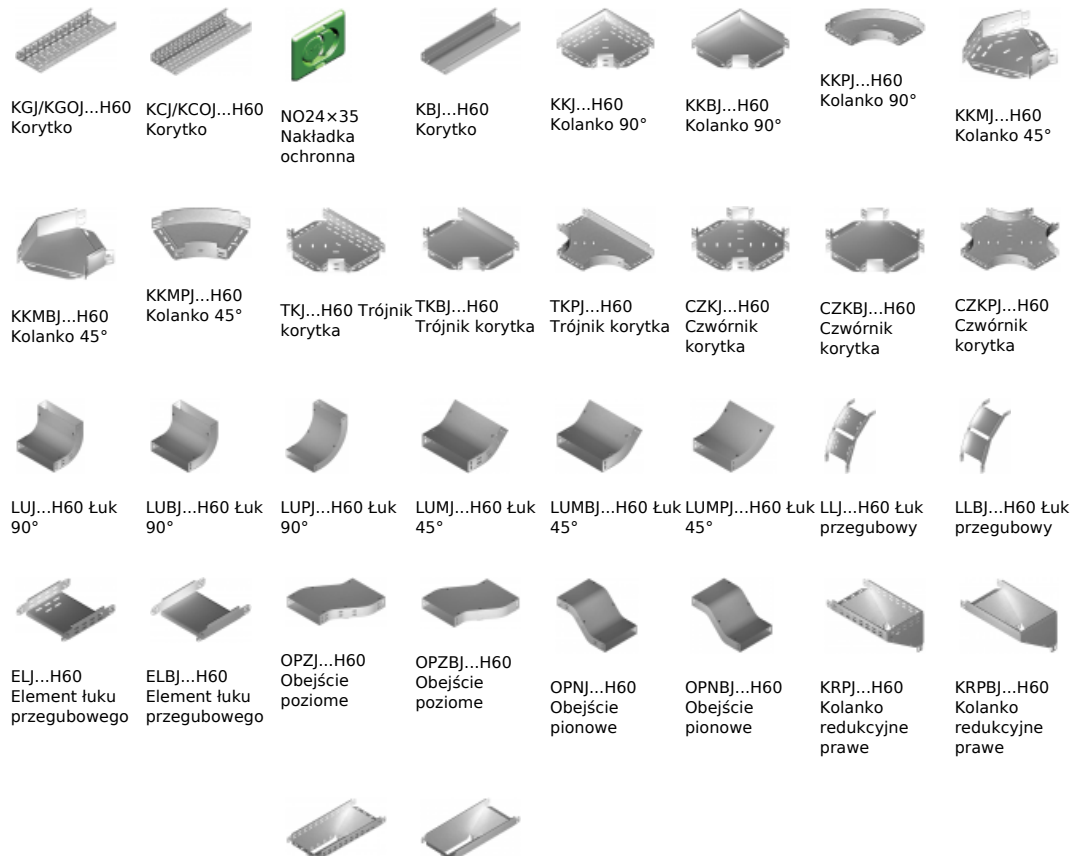 KGJ/KGOJ...H60
Korytko
KCJ/KCOJ...H60
Korytko
NO24×35
Nakładka
ochronna
KBJ...H60
Korytko
KKJ...H60
Kolanko 90°
KKBJ...H60
Kolanko 90°
KKPJ...H60
Kolanko 90°
KKMJ...H60
Kolanko 45°
KKMBJ...H60
Kolanko 45°
KKMPJ...H60
Kolanko 45°
TKJ...H60 Trójnik
korytka
TKBJ...H60
Trójnik korytka
TKPJ...H60
Trójnik korytka
CZKJ...H60
Czwórnik
korytka
CZKBJ...H60
Czwórnik
korytka
CZKPJ...H60
Czwórnik
korytka
LUJ...H60 Łuk
90°
LUBJ...H60 Łuk
90°
LUPJ...H60 Łuk
90°
LUMJ...H60 Łuk
45°
LUMBJ...H60 Łuk
45°
LUMPJ...H60 Łuk
45°
LLJ...H60 Łuk
przegubowy
LLBJ...H60 Łuk
przegubowy
ELJ...H60
Element łuku
przegubowego
ELBJ...H60
Element łuku
przegubowego
OPZJ...H60
Obejście
poziome
OPZBJ...H60
Obejście
poziome
OPNJ...H60
Obejście
pionowe
OPNBJ...H60
Obejście
pionowe
KRPJ...H60
Kolanko
redukcyjne
prawe
KRPBJ...H60
Kolanko
redukcyjne
prawe